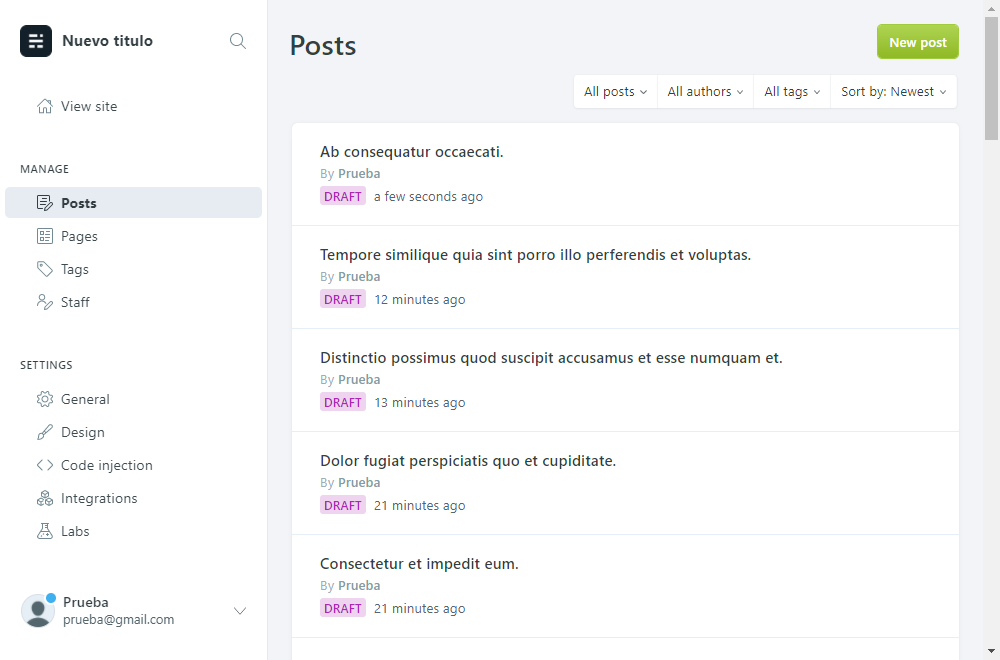 Nuevo titulo
View site
MANAGE
Posts
Pages
Tags
Staff
SETTINGS
General
Design
Code injection
Integrations
Labs
Prueba
prueba@gmail.com
Posts
New post
All posts
All authors
All tags
Sort by: Newest
Ab consequatur occaecati.
By Prueba
DRAFT a few seconds ago
Tempore similique quia sint porro illo perferendis et voluptas.
By Prueba
DRAFT 12 minutes ago
Distinctio possimus quod suscipit accusamus et esse numquam et.
By Prueba
DRAFT 13 minutes ago
Dolor fugiat perspiciatis quo et cupiditate.
By Prueba
DRAFT 21 minutes ago
Consectetur et impedit eum.
By Prueba
DRAFT 21 minutes ago